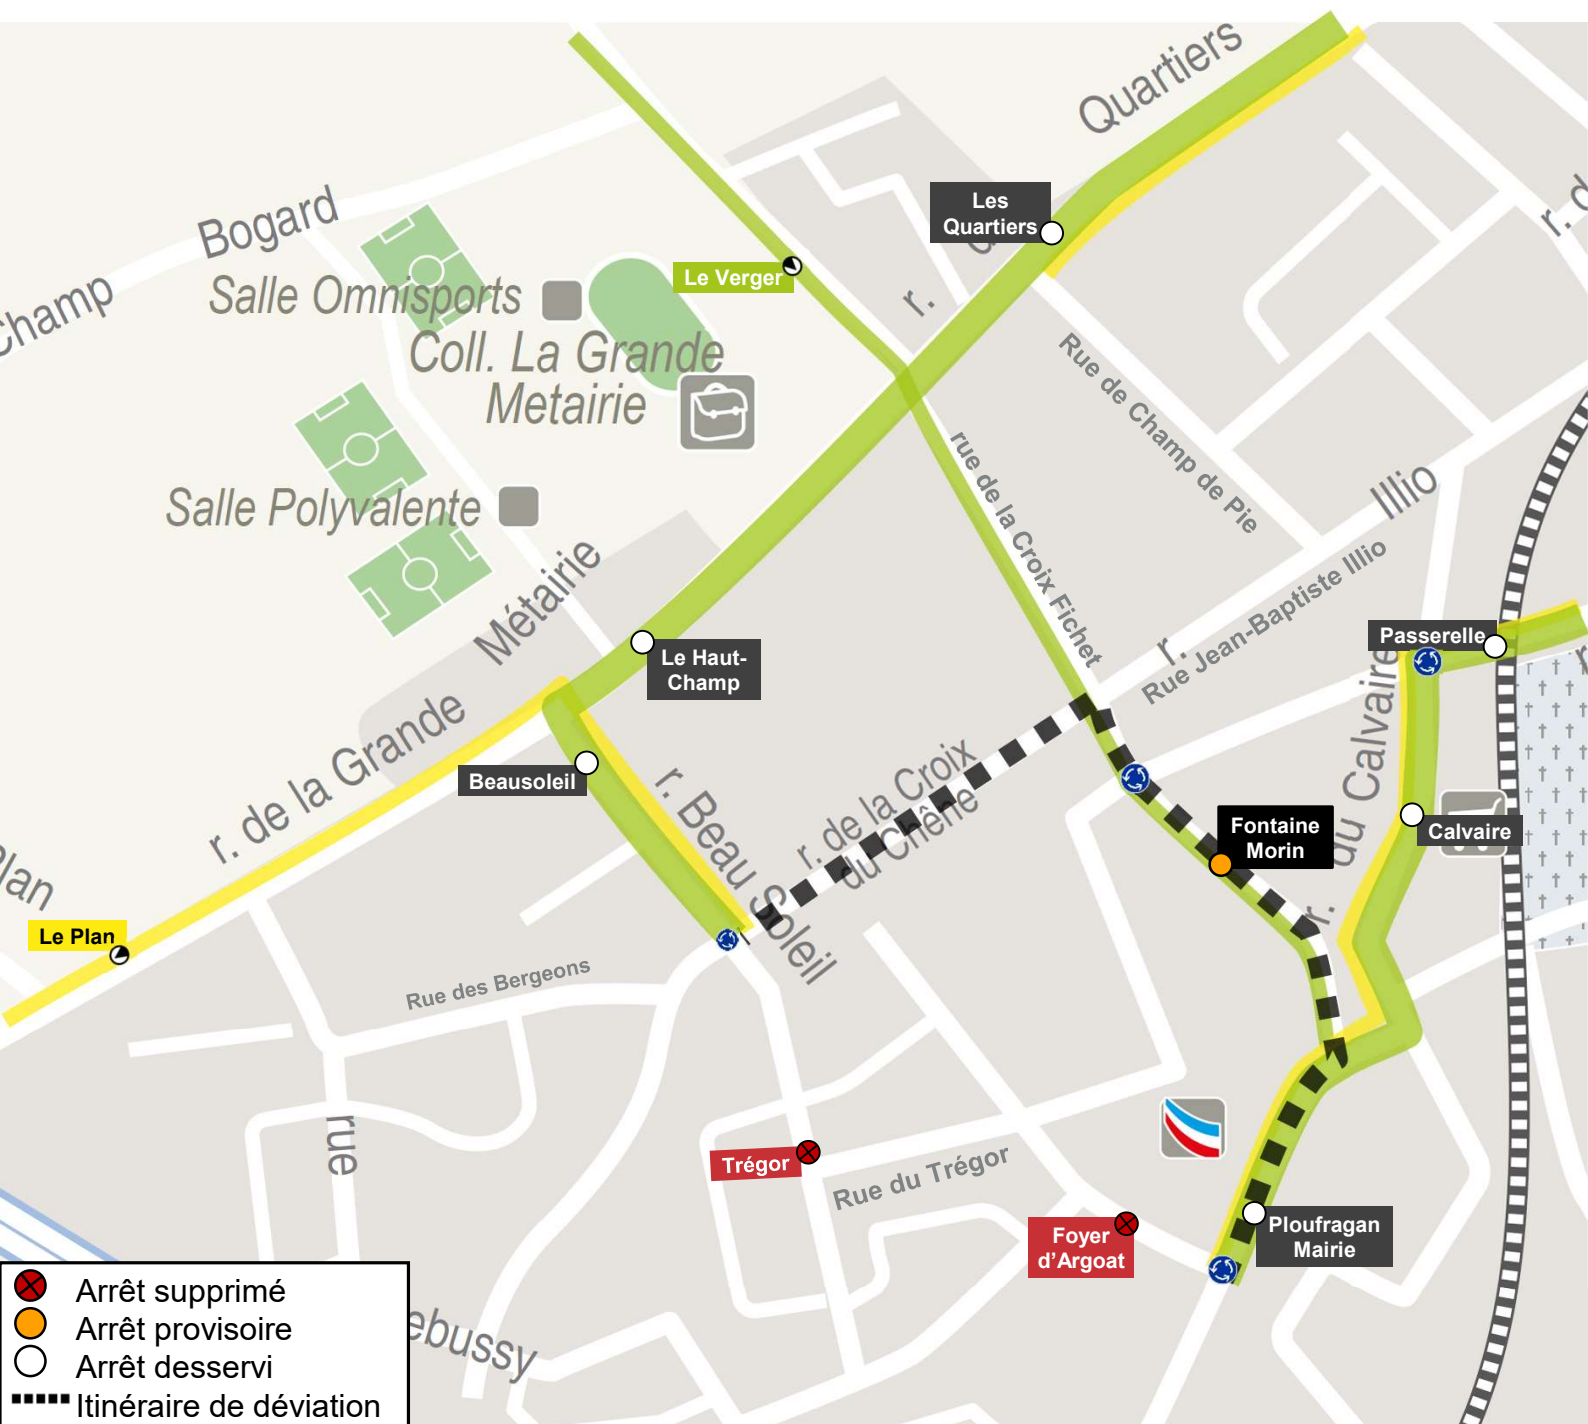 Quartiers
Les
Quartiers
r. d
Bogard
Champ
Salle Omnisports
Le Verger
r.
Coll. La Grande
Metairie
Rue de Champ de Pie
rue de la Croix Fichet
Illio
Salle Polyvalente
Rue Jean-Baptiste Illio
r.
Métairie
Passerelle
Le Haut-
Champ
r. de la Grande
Beausoleil
r. Beau Soleil
r. de la Croix
du Chêne
Fontaine
Morin
r. du Calvaire
Calvaire
Plan
Le Plan
Rue des Bergeons
rue
Trégor
Rue du Trégor
Foyer
d'Argoat
Ploufragan
Mairie
ebussy
Arrêt supprimé
Arrêt provisoire
Arrêt desservi
Itinéraire de déviation